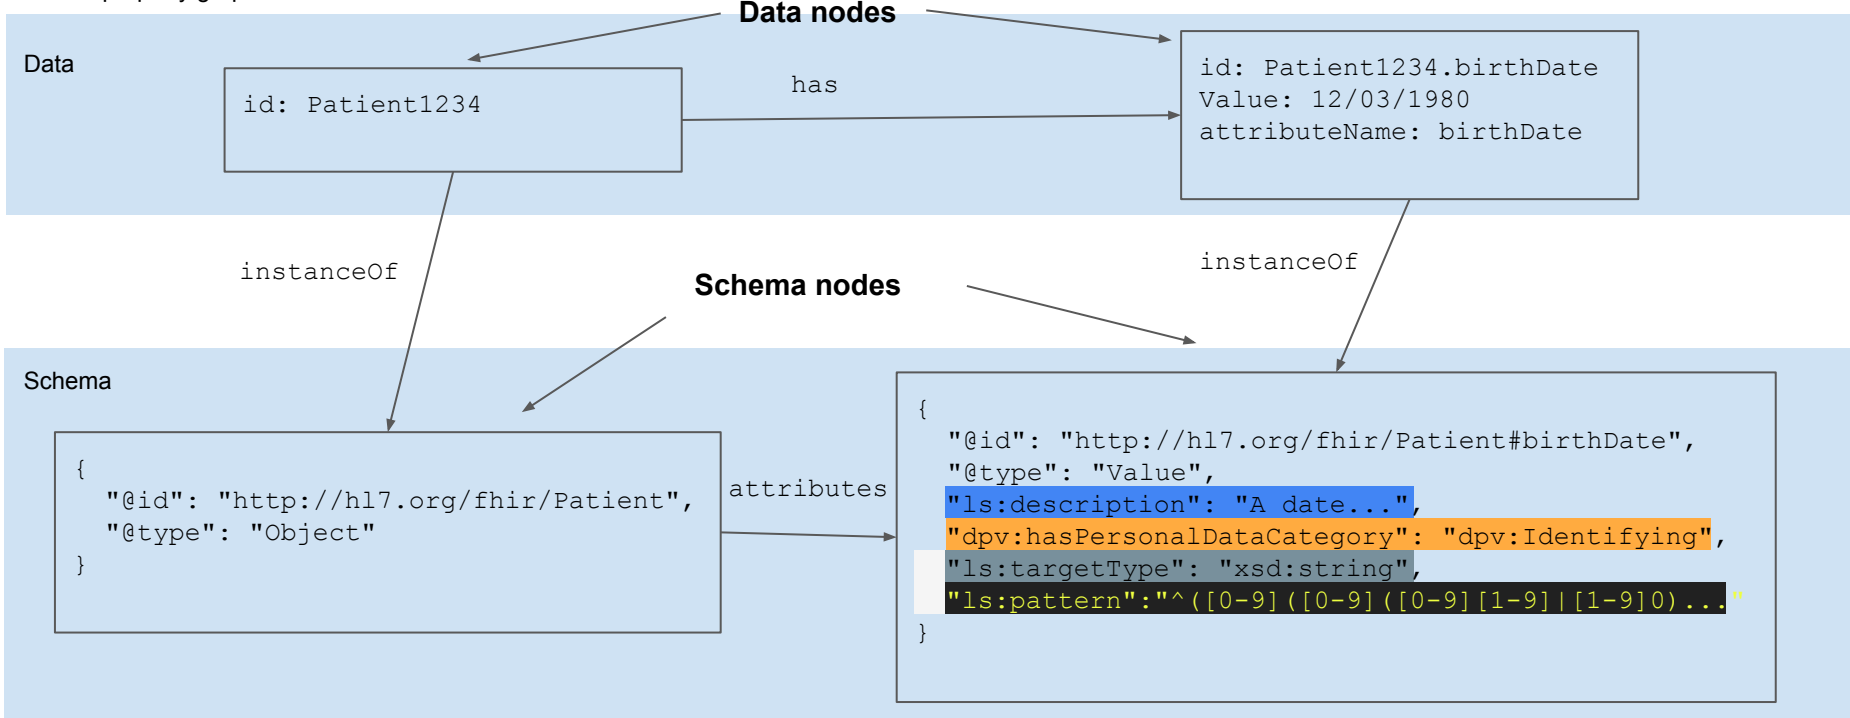 Data nodes
Data
id: Patient1234
has
id: Patient1234.birthDate
Value: 12/03/1980
attributeName: birthDate
instanceOf
instanceOf
Schema nodes
Schema
{
"@id": "http://hl7.org/fhir/Patient",
"@type": "Object"
}
attributes
{
"@id": "http://hl7.org/fhir/Patient#birthDate",
"@type": "Value",
"ls:description": "A date...",
"dpv:hasPersonalDataCategory": "dpv:Identifying",
"ls:targetType": "xsd:string",
"ls:pattern":"^([0-9]([0-9]([0-9][1-9]|[1-9]0)..."
}